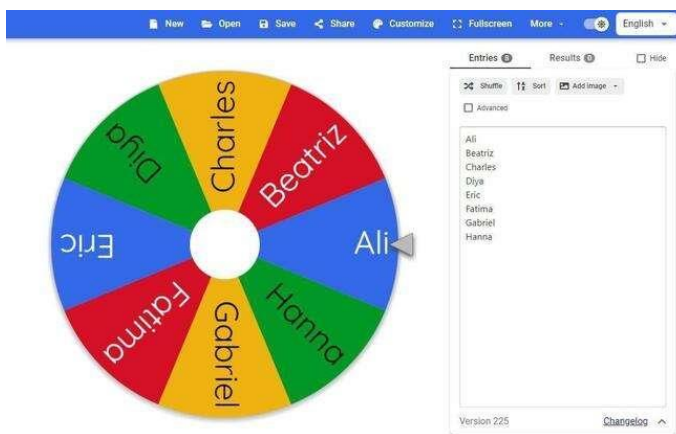 New Open Save Share Customize Fullscreen More English
Entries 8 Results 0 Hide
Shuffle Sort Add image
Advanced
Ali
Beatriz
Charles
Diya
Eric
Fatima
Gabriel
Hanna
Charles
Beatriz
Ali
Hanna
Gabriel
Fatima
Eric
Diya
Version 225 Changelog